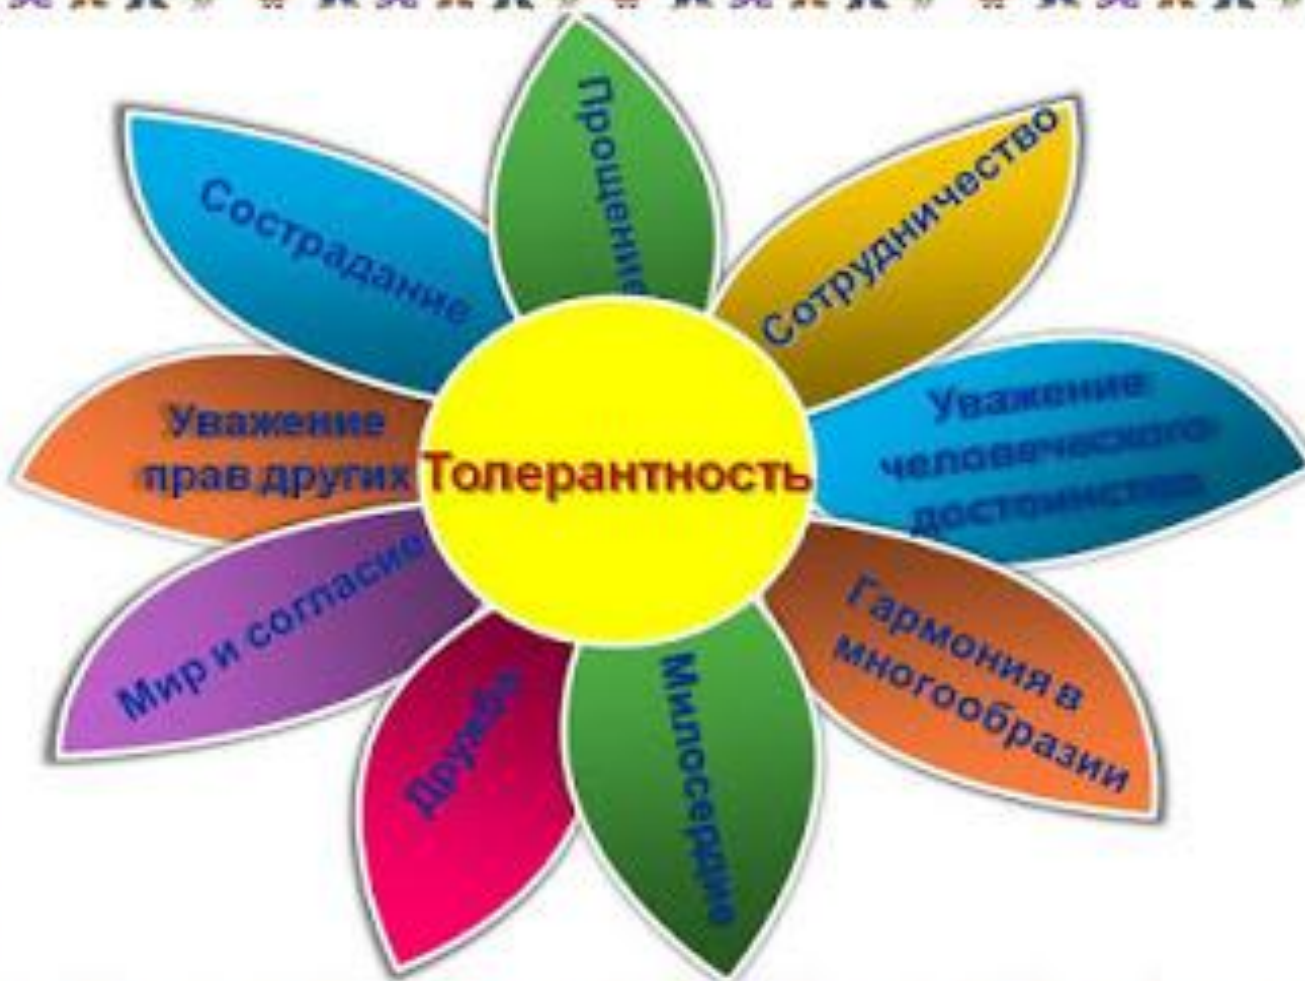 Прощение
Сотрудничество
Сострадание
Уважение
человеческого
достоинства
Уважение
прав других
Толерантность
Гармония в
многообразии
Мир и согласие
Дружба
Милосердие